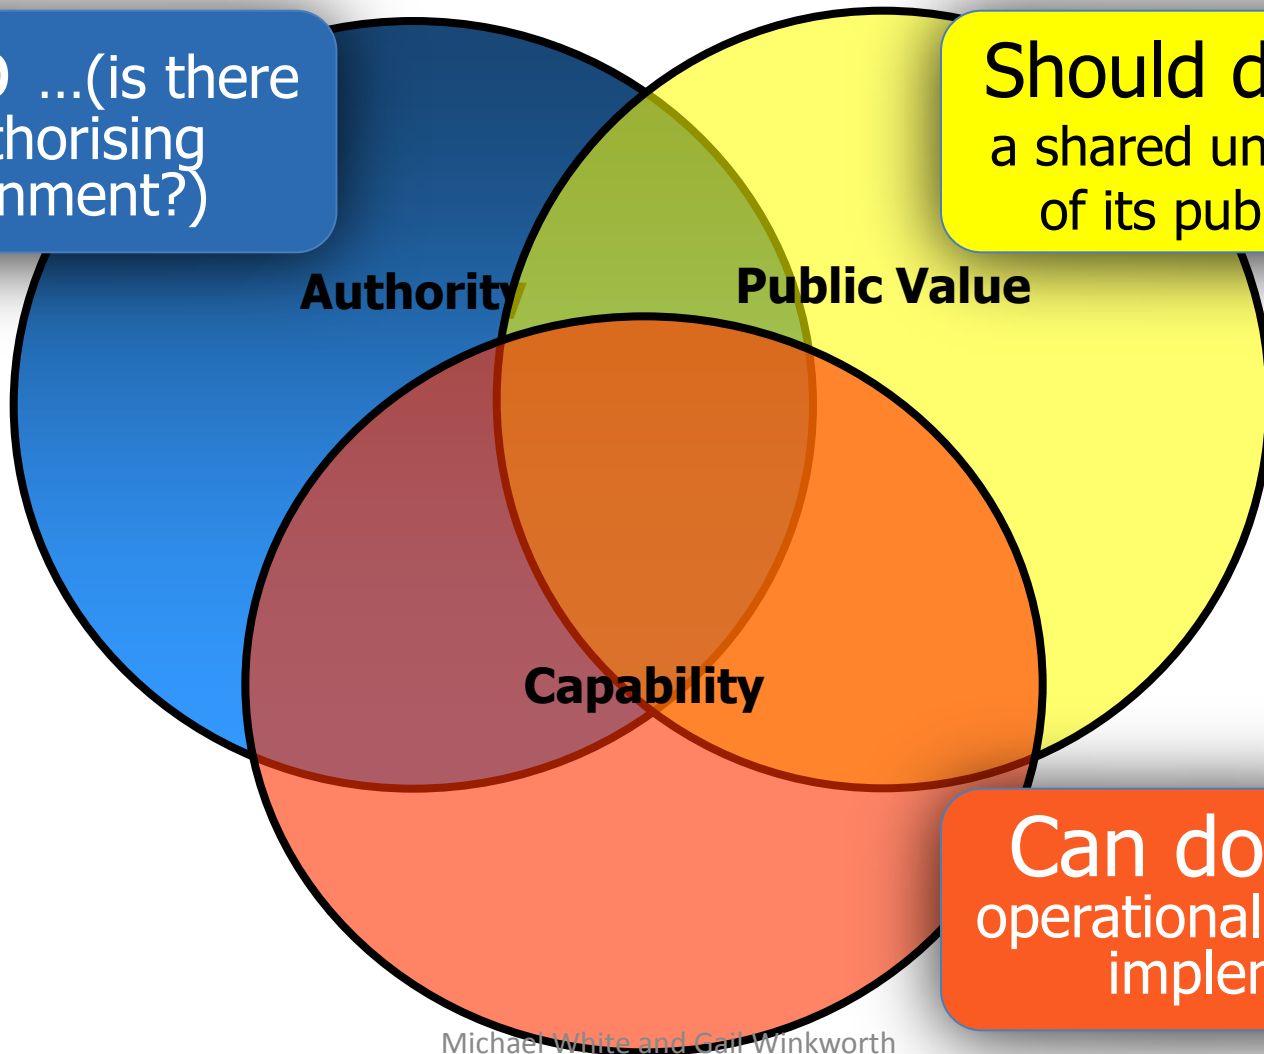 …(is there
thorising
nment?)
Should d
a shared un
of its pub
Authority
Public Value
Capability
Can do
operational
impler
Michael White and Gail Winkworth